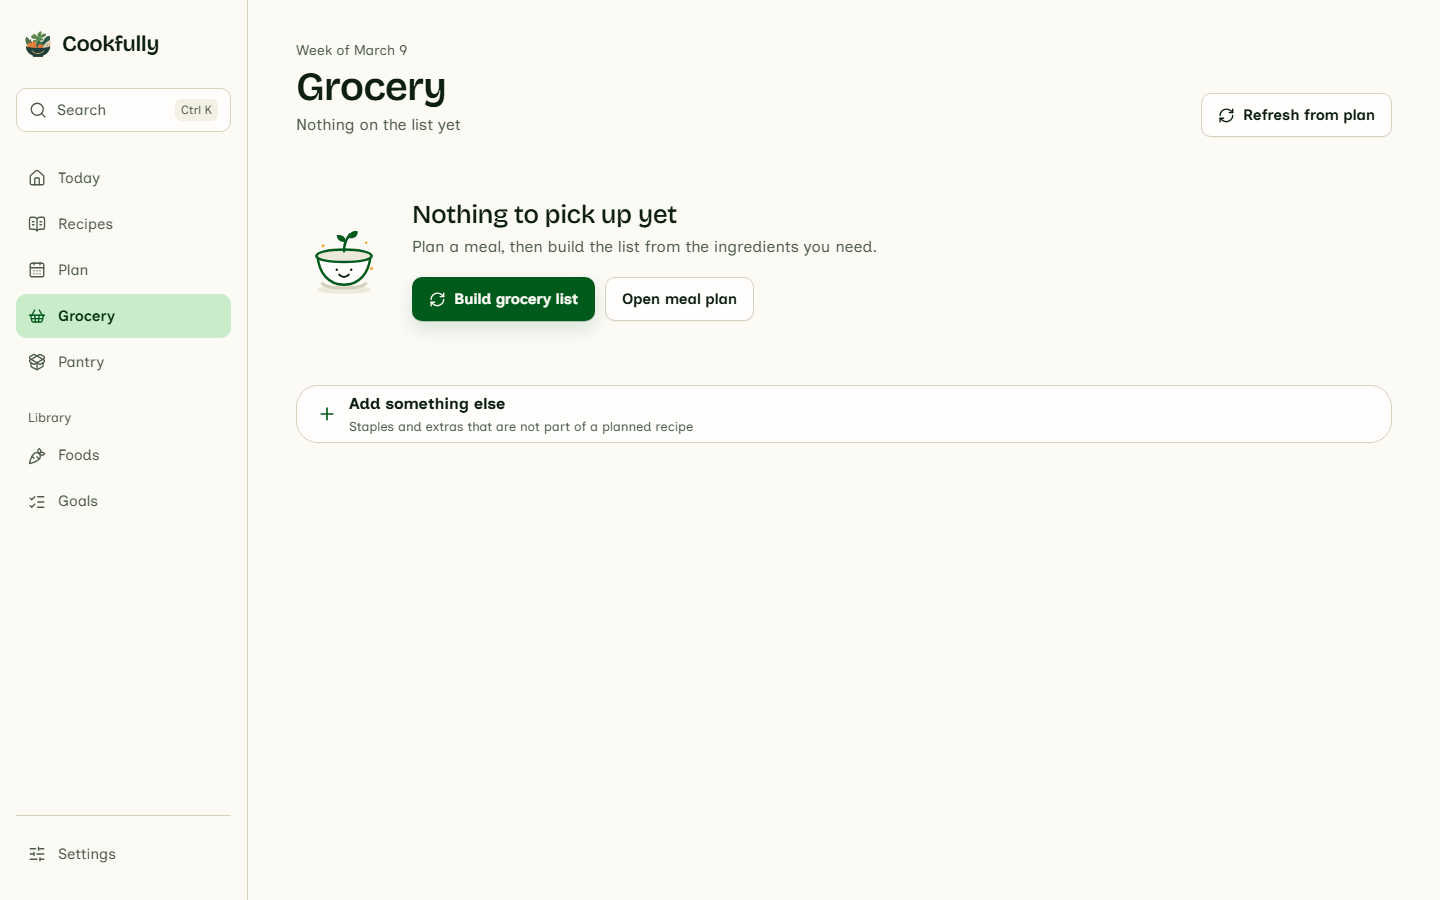 Cookfully
Search
Ctrl K
Today
Recipes
Plan
Grocery
Pantry
Library
Foods
Goals
Settings
Week of March 9
Grocery
Nothing on the list yet
Refresh from plan
Nothing to pick up yet
Plan a meal, then build the list from the ingredients you need.
Build grocery list
Open meal plan
Add something else
Staples and extras that are not part of a planned recipe